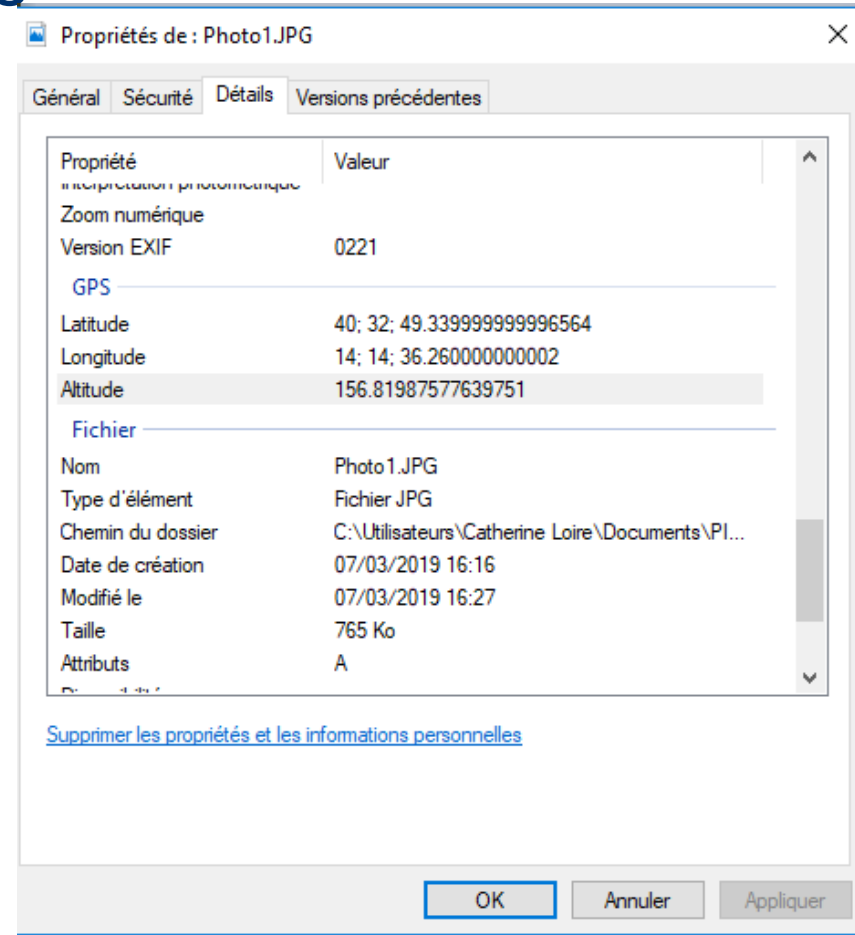 Propriétés de : Photo1.JPG
Général Sécurité Détails Versions précédentes
Propriété Valeur
Interprétation photométrique
Zoom numérique
Version EXIF 0221
GPS
Latitude 40; 32; 49.339999999996564
Longitude 14; 14; 36.260000000002
Altitude 156.81987577639751
Fichier
Nom Photo1.JPG
Type d'élément Fichier JPG
Chemin du dossier C:\Utilisateurs\Catherine Loire\Documents\PI...
Date de création 07/03/2019 16:16
Modifié le 07/03/2019 16:27
Taille 765 Ko
Attributs A
Supprimer les propriétés et les informations personnelles
OK Annuler Appliquer